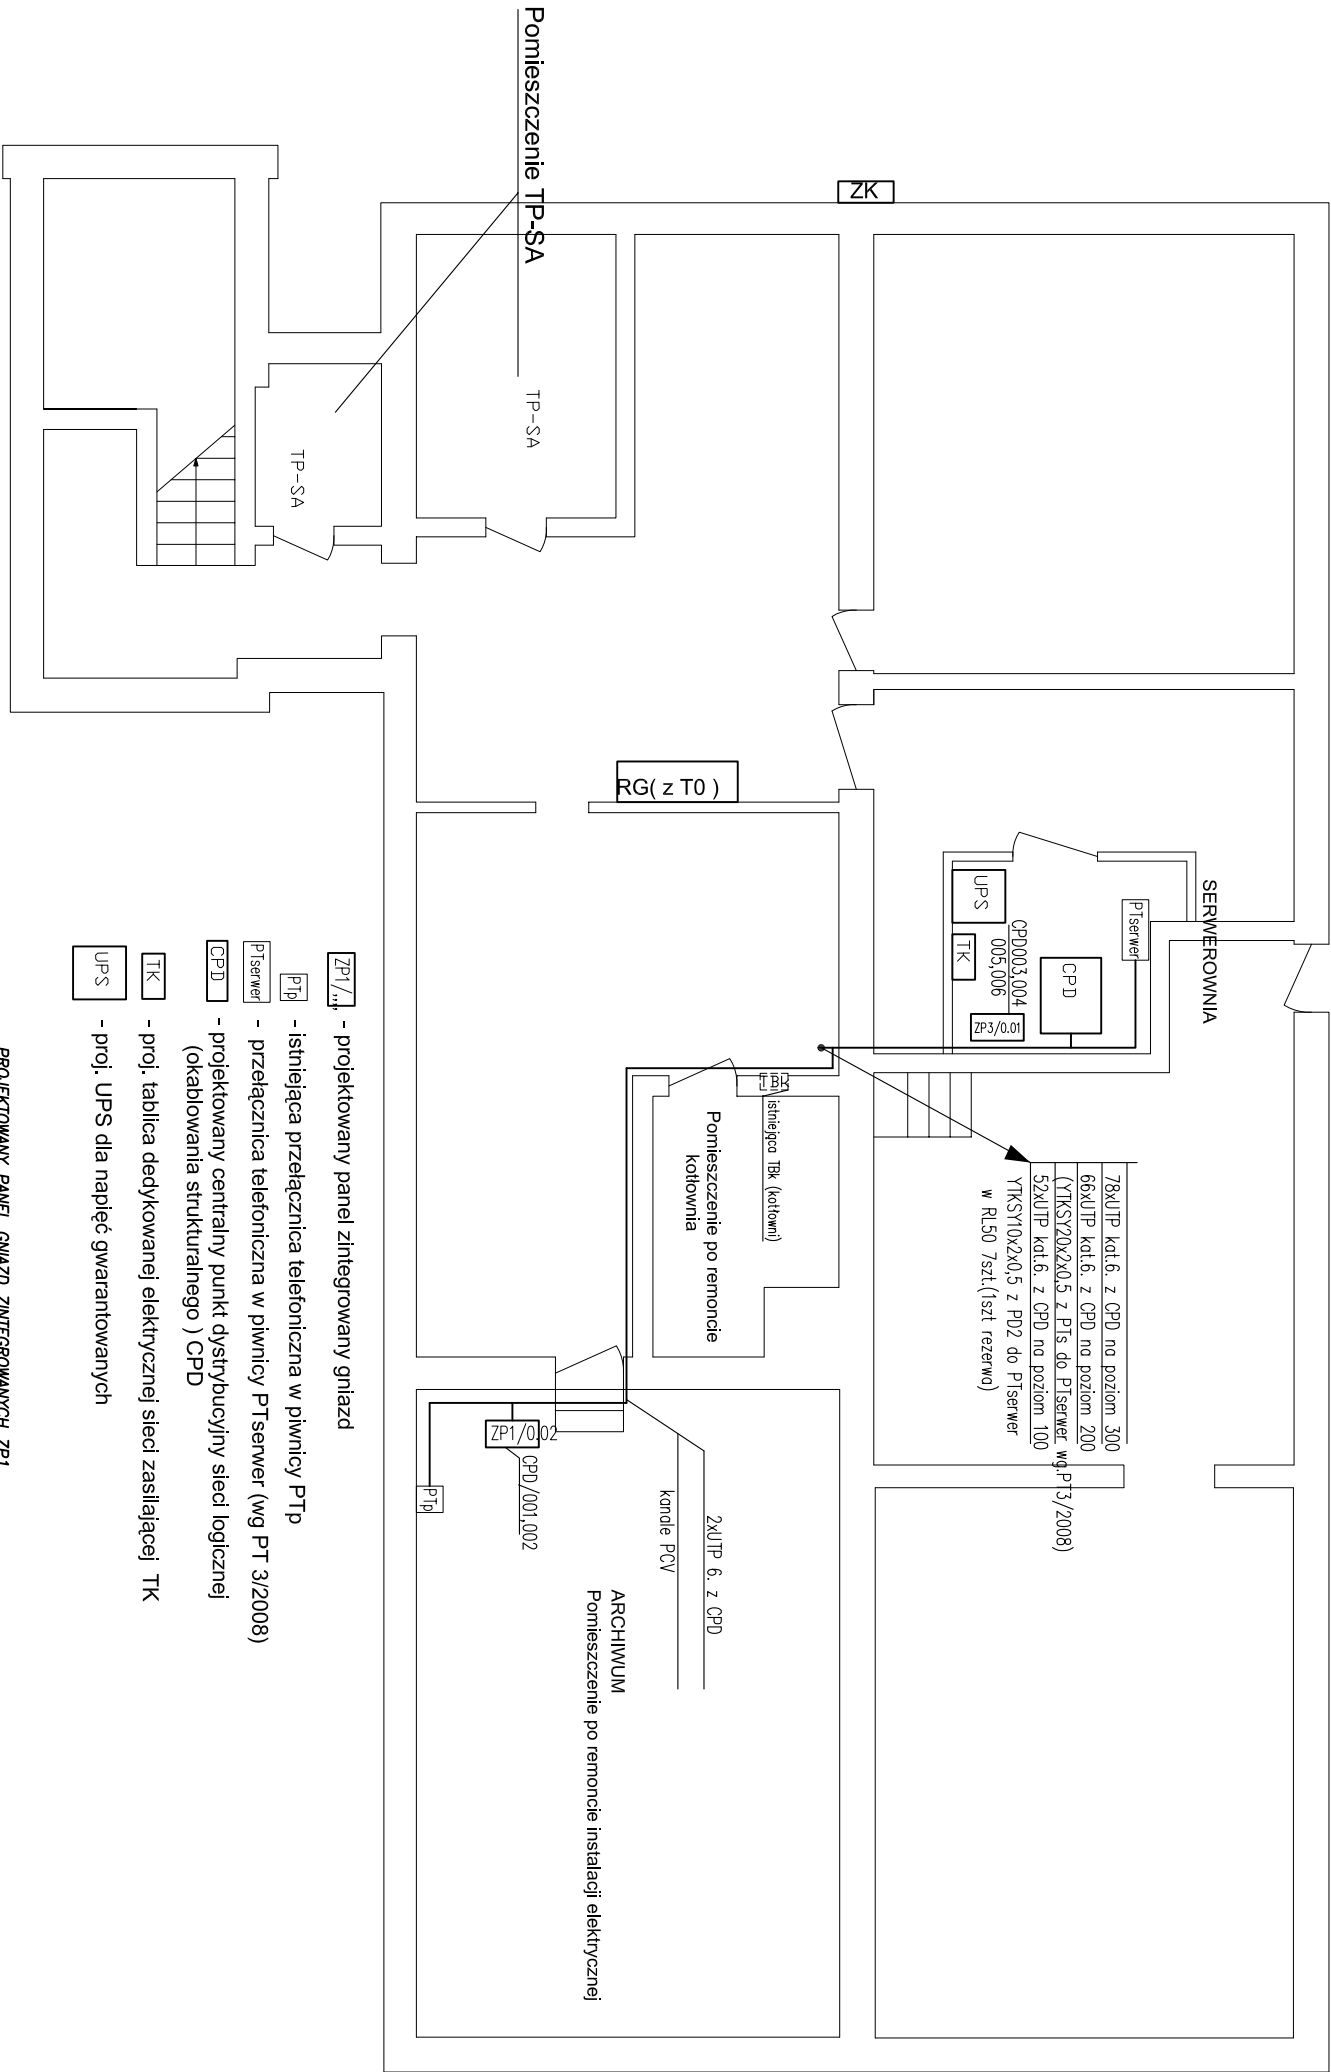 Pomieszczenie TP-SA
TP-SA
TP-SA
ZK
RG( z T0 )
SERWEROWNIA
PTserwer
UPS
CPD003,004
005,006
TK
CPD
ZP3/0.01
TBk
istniejąca TBk (kotłowni)
Pomieszczenie po remoncie
kotłownia
78xUTP kat.6. z CPD na poziom 300
66xUTP kat.6. z CPD na poziom 200
(YTKSY20x2x0,5 z PTs do PTserwer wg.PT3/2008)
52xUTP kat.6. z CPD na poziom 100
YTKSY10x2x0,5 z PD2 do PTserwer
w RL50 7szt.(1szt rezerwa)
2xUTP 6. z CPD
kanale PCV
ZP1/0.02
CPD/001,002
PTp
ARCHIWUM
Pomieszczenie po remoncie instalacji elektrycznej
ZP1/,,, - projektowany panel zintegrowany gniazd
PTp - istniejąca przełącznica telefoniczna w piwnicy PTp
PTserwer - przełącznica telefoniczna w piwnicy PTserwer (wg PT 3/2008)
CPD - projektowany centralny punkt dystrybucyjny sieci logicznej
(okablowania strukturalnego ) CPD
TK - proj. tablica dedykowanej elektrycznej sieci zasilającej TK
UPS - proj. UPS dla napięć gwarantowanych
PROJEKTOWANY PANEL GNIAZD ZINTEGROWANYCH ZP1